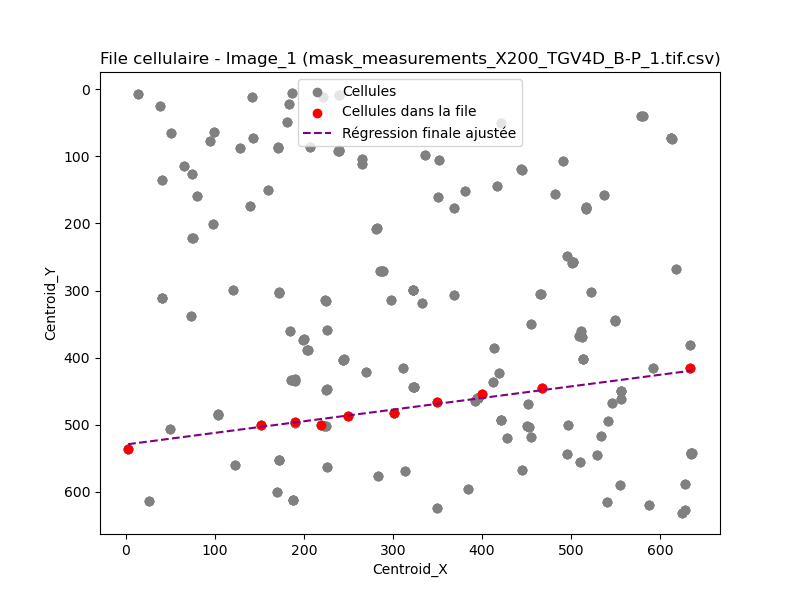 File cellulaire - Image_1 (mask_measurements_X200_TGV4D_B-P_1.tif.csv)
Cellules
Cellules dans la file
Régression finale ajustée
Centroid_Y
0
100
200
300
400
500
600
0 100 200 300 400 500 600
Centroid_X